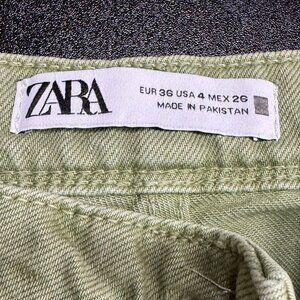 ZARA
EUR 36 USA 4 MEX 26
MADE IN PAKISTAN